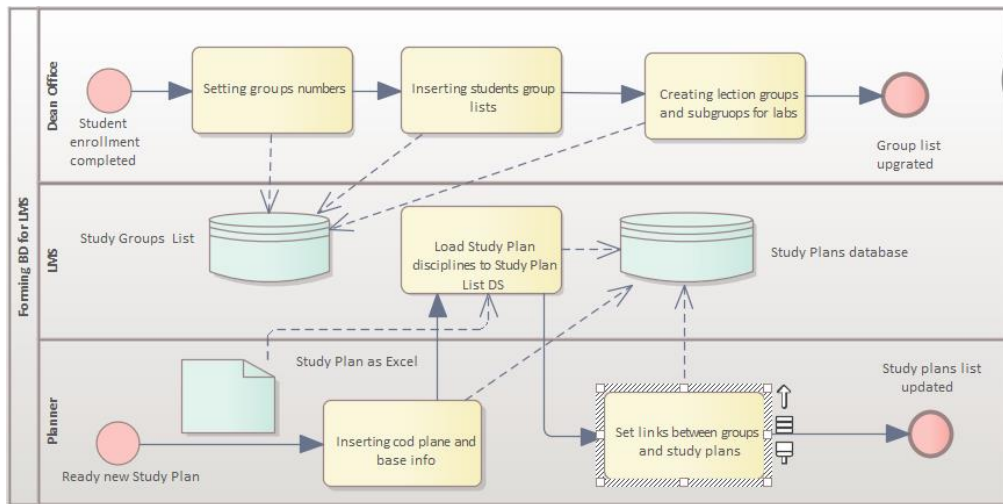 Forming BD for LMS
Dean Office
Student
enrollment
completed
Setting groups numbers
Inserting students group
lists
Creating lection groups
and subgruops for labs
Group list
upgrated
LMS
Study Groups List
Load Study Plan
disciplines to Study Plan
List DS
Study Plans database
Planner
Study Plan as Excel
Ready new Study Plan
Inserting cod plane and
base info
Set links between groups
and study plans
Study plans list
updated